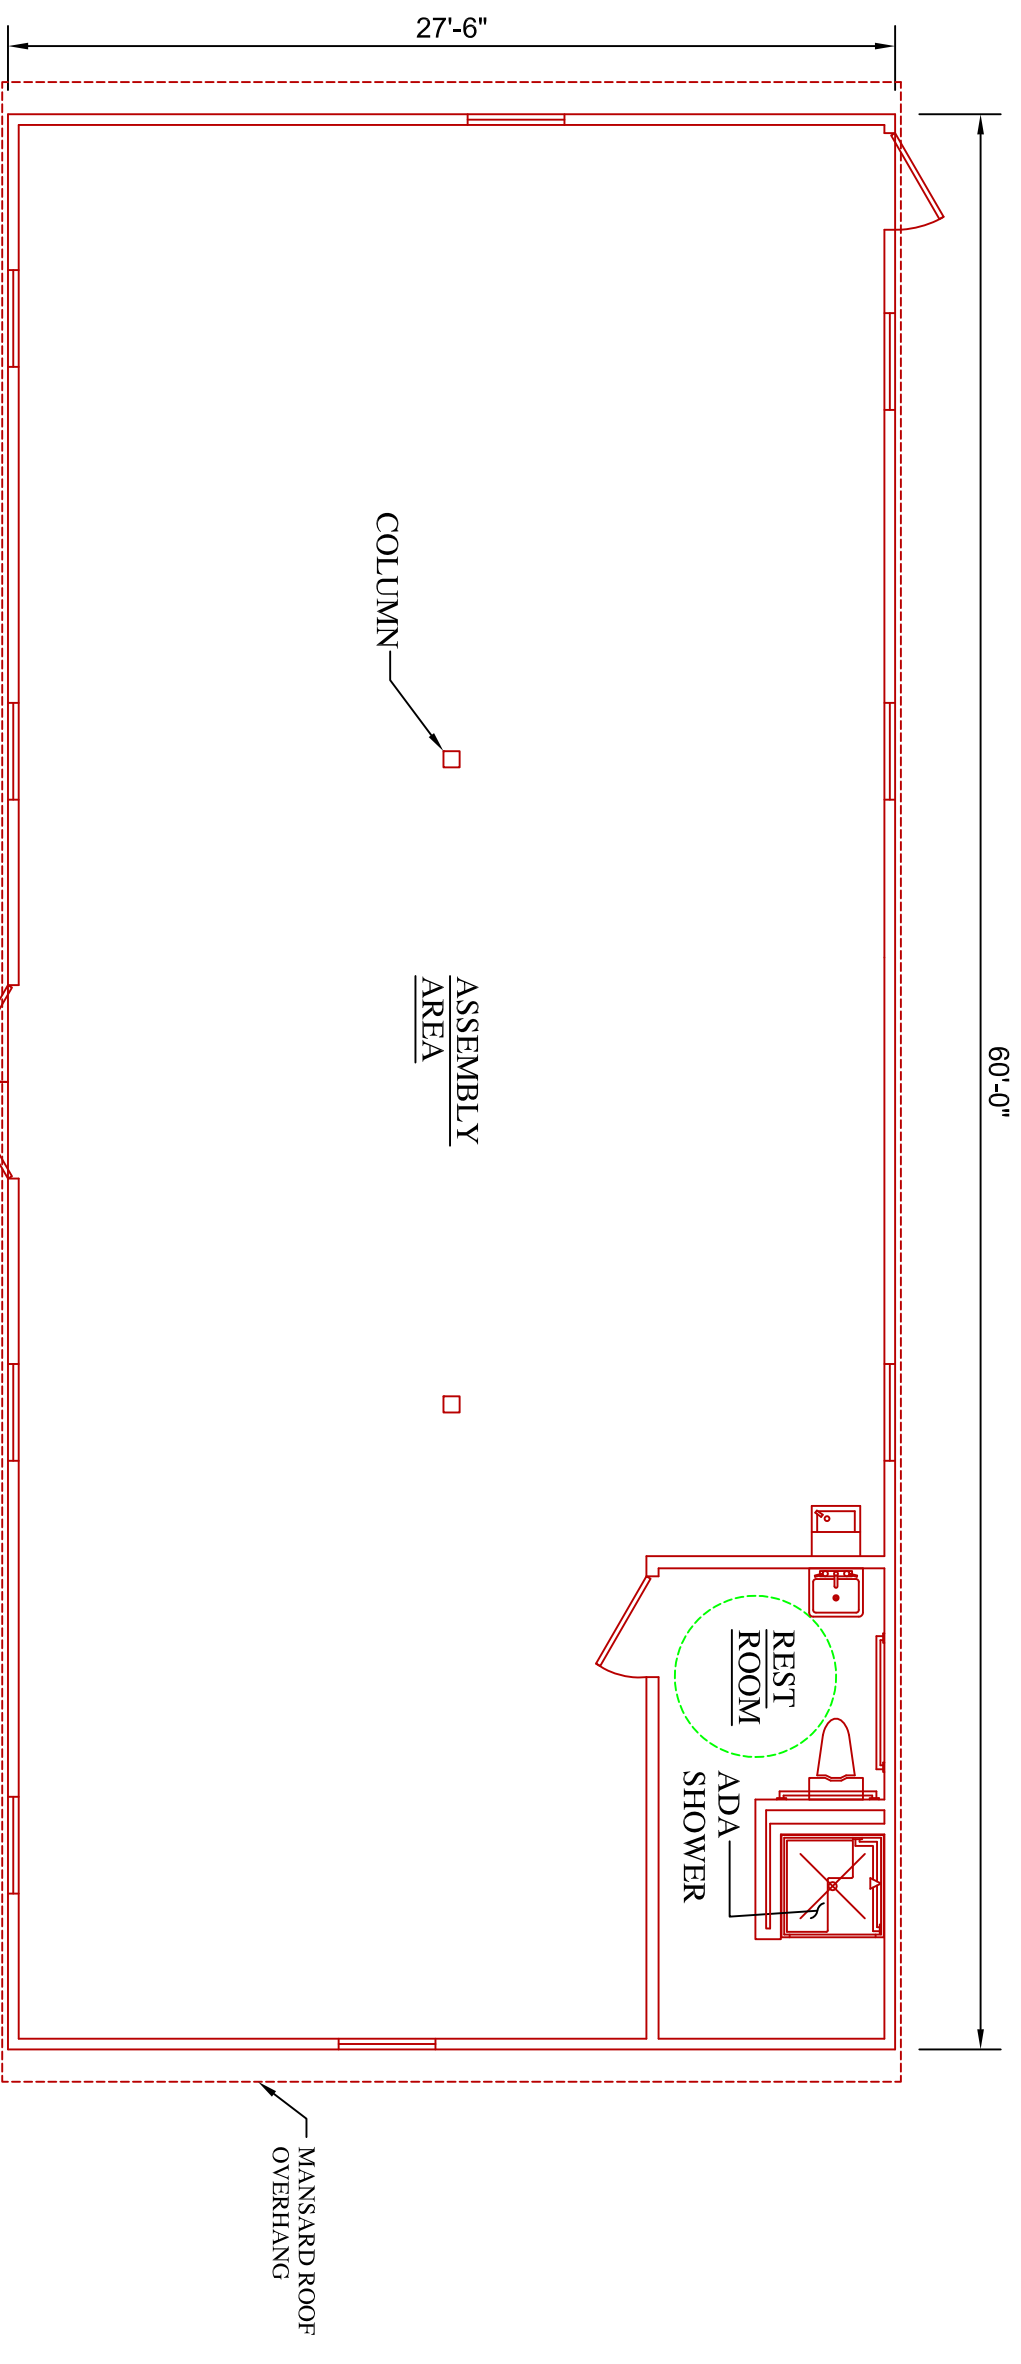 60'-0"
27'-6"
COLUMN
ASSEMBLY
AREA
REST
ROOM
ADA
SHOWER
MANSARD ROOF
OVERHANG